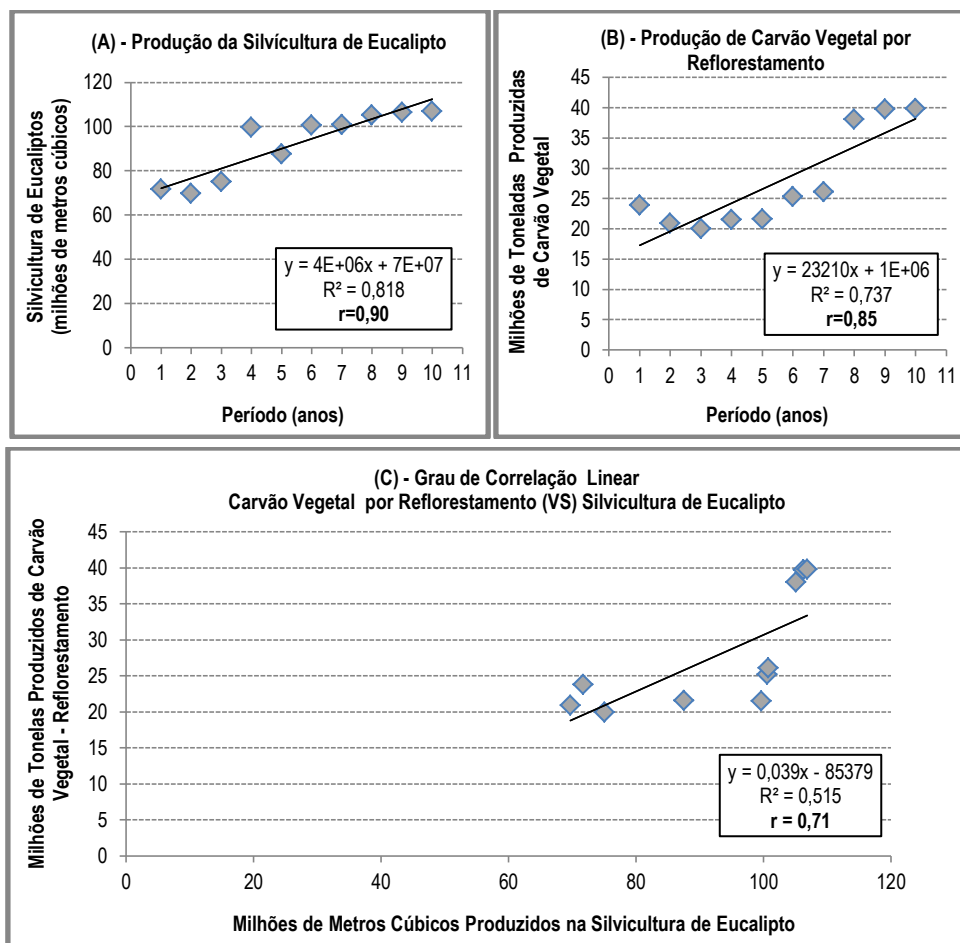 (A) - Produção da Silvícultura de Eucalipto
Silvicultura de Eucaliptos
(milhões de metros cúbicos)
120
100
80
60
40
20
0
y = 4E+06x + 7E+07
R² = 0,818
r=0,90
0 1 2 3 4 5 6 7 8 9 10 11
Período (anos)
(B) - Produção de Carvão Vegetal por
Reflorestamento
Milhões de Toneladas Produzidas
de Carvão Vegetal
45
40
35
30
25
20
15
10
5
0
y = 23210x + 1E+06
R² = 0,737
r=0,85
0 1 2 3 4 5 6 7 8 9 10 11
Período (anos)
(C) - Grau de Correlação Linear
Carvão Vegetal por Reflorestamento (VS) Silvicultura de Eucalipto
Milhões de Tonelas Produzidos de Carvão
Vegetal - Reflorestamento
45
40
35
30
25
20
15
10
5
0
y = 0,039x - 85379
R² = 0,515
r = 0,71
0 20 40 60 80 100 120
Milhões de Metros Cúbicos Produzidos na Silvicultura de Eucalipto